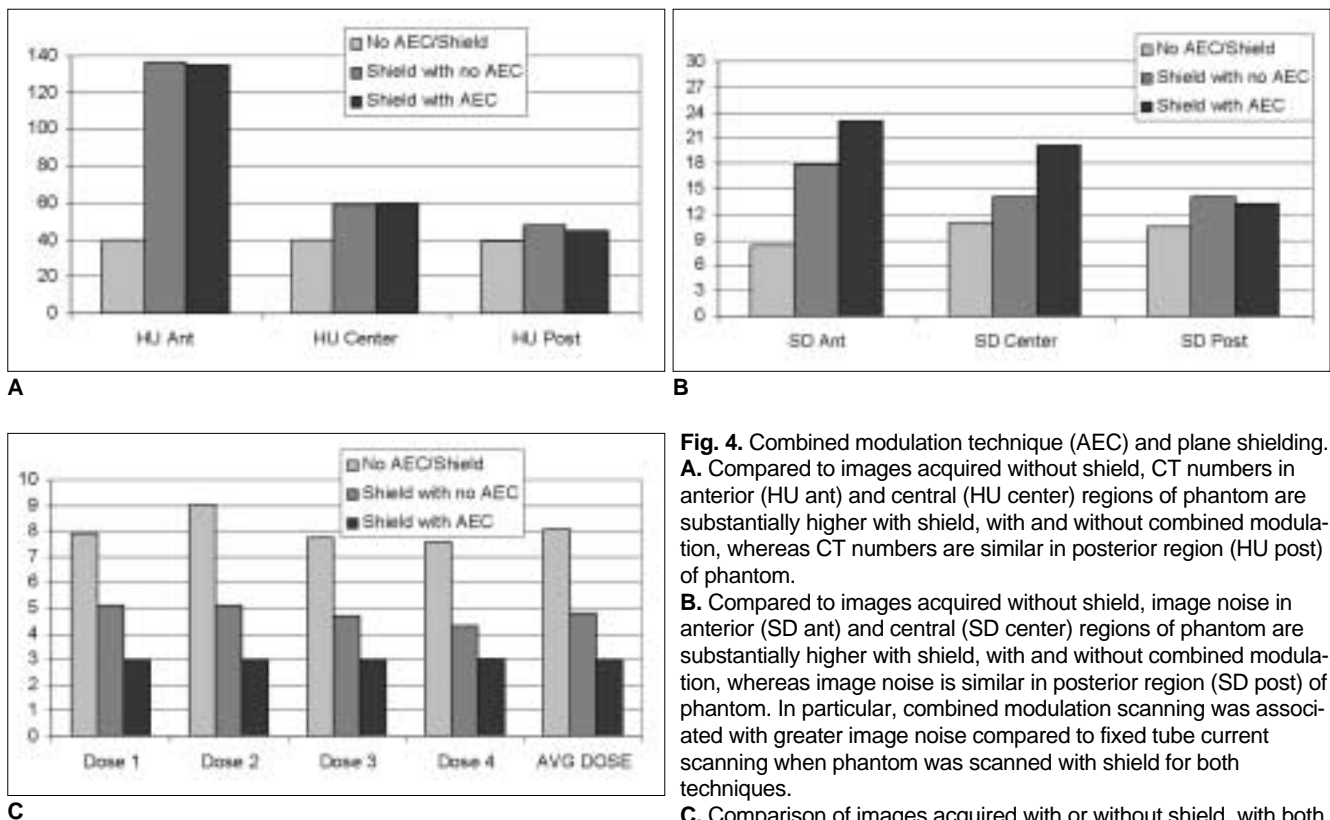 No AEC/Shield
Shield with no AEC
Shield with AEC
140
120
100
80
60
40
20
0
HU Ant HU Center HU Post
A
No AEC/Shield
Shield with no AEC
Shield with AEC
30
27
24
21
18
15
12
9
6
3
0
SD Ant SD Center SD Post
B
No AEC/Shield
Shield with no AEC
Shield with AEC
10
9
8
7
6
5
4
3
2
1
0
Dose 1 Dose 2 Dose 3 Dose 4 AVG DOSE
C
Fig. 4. Combined modulation technique (AEC) and plane shielding.
A. Compared to images acquired without shield, CT numbers in
anterior (HU ant) and central (HU center) regions of phantom are
substantially higher with shield, with and without combined modula-
tion, whereas CT numbers are similar in posterior region (HU post)
of phantom.
B. Compared to images acquired without shield, image noise in
anterior (SD ant) and central (SD center) regions of phantom are
substantially higher with shield, with and without combined modula-
tion, whereas image noise is similar in posterior region (SD post) of
phantom. In particular, combined modulation scanning was associ-
ated with greater image noise compared to fixed tube current
scanning when phantom was scanned with shield for both
techniques.
C. Comparison of images acquired with or without shield, with both